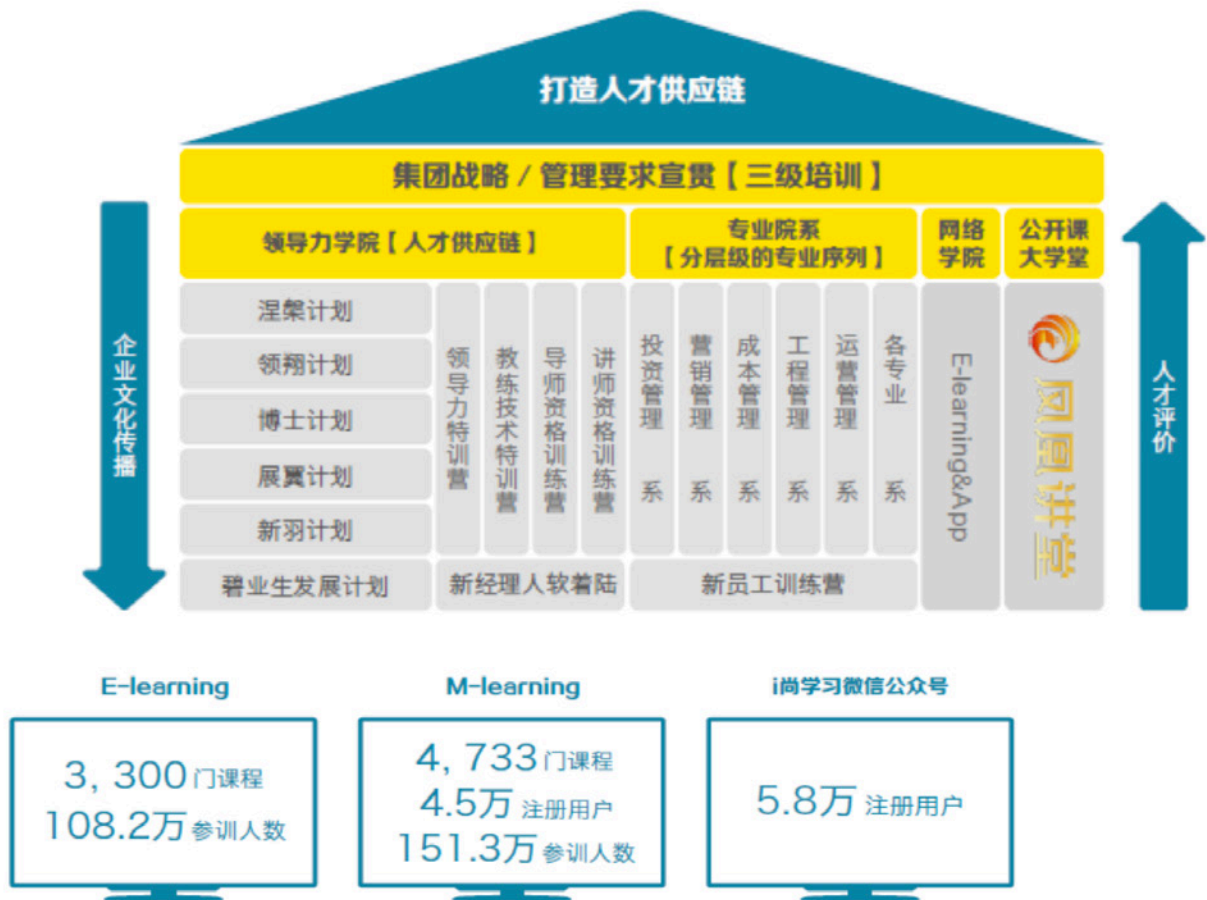 打造人才供应链
集团战略 / 管理要求宣贯【三级培训】
领导力学院【人才供应链】
专业院系
【分层级的专业序列】
网络
学院
公开课
大学堂
企业文化传播
涅槃计划
领翔计划
博士计划
展翼计划
新羽计划
领导力特训营
教练技术特训营
导师资格训练营
讲师资格训练营
投资管理 系
营销管理 系
成本管理 系
工程管理 系
运营管理 系
各专业 系
E-learning&App
凤凰讲堂
人才评价
碧业生发展计划
新经理人软着陆
新员工训练营
E-learning
3, 300 门课程
108.2万 参训人数
M-learning
4, 733 门课程
4.5万 注册用户
151.3万 参训人数
i尚学习微信公众号
5.8万 注册用户